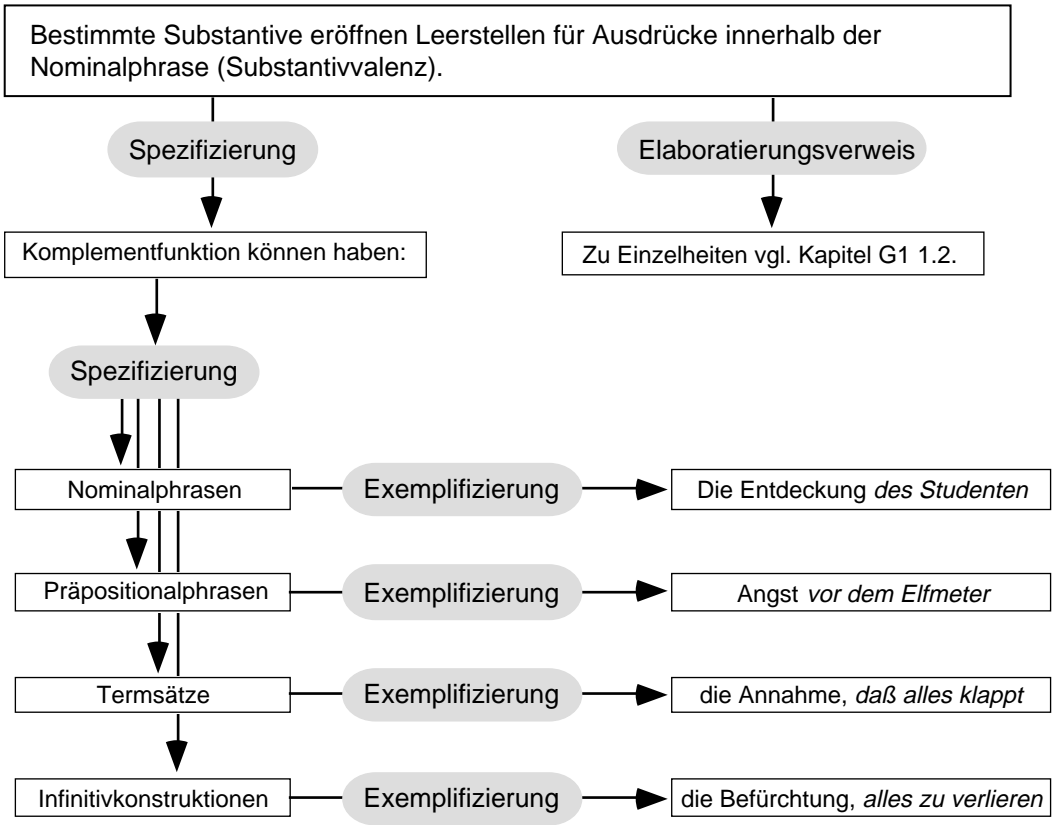 Bestimmte Substantive eröffnen Leerstellen für Ausdrücke innerhalb der
Nominalphrase (Substantivvalenz).
Spezifizierung
Elaboratierungsverweis
Komplementfunktion können haben:
Zu Einzelheiten vgl. Kapitel G1 1.2.
Spezifizierung
Nominalphrasen
Exemplifizierung
Die Entdeckung des Studenten
Präpositionalphrasen
Exemplifizierung
Angst vor dem Elfmeter
Termsätze
Exemplifizierung
die Annahme, daß alles klappt
Infinitivkonstruktionen
Exemplifizierung
die Befürchtung, alles zu verlieren